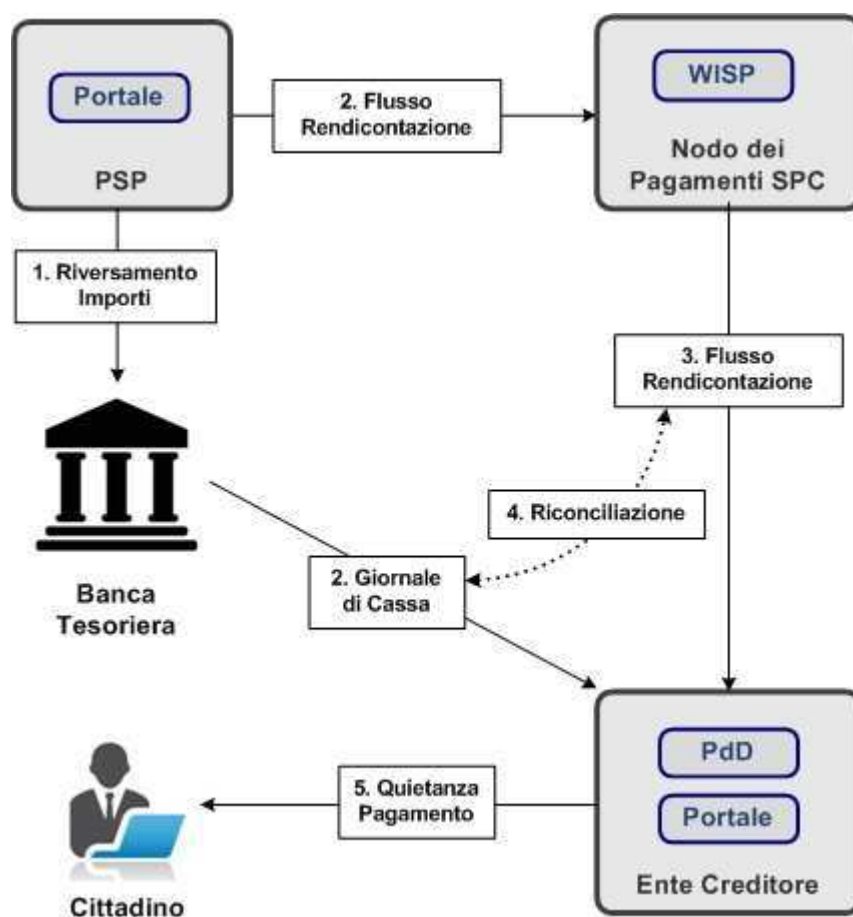 Portale
PSP
2. Flusso
Rendicontazione
WISP
Nodo dei
Pagamenti SPC
1. Riversamento
Importi
3. Flusso
Rendicontazione
4. Riconciliazione
Banca
Tesoriera
2. Giornale
di Cassa
PdD
Portale
Ente Creditore
5. Quietanza
Pagamento
Cittadino